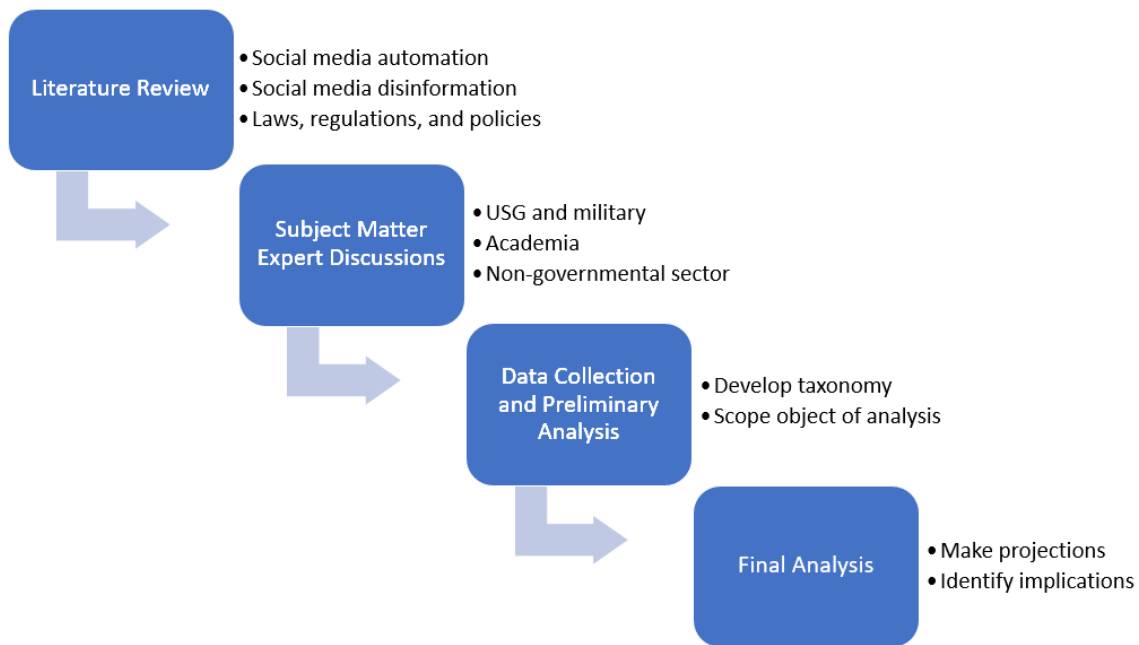 Literature Review
• Social media automation
• Social media disinformation
• Laws, regulations, and policies
Subject Matter
Expert Discussions
• USG and military
• Academia
• Non-governmental sector
Data Collection
and Preliminary
Analysis
• Develop taxonomy
• Scope object of analysis
Final Analysis
• Make projections
• Identify implications